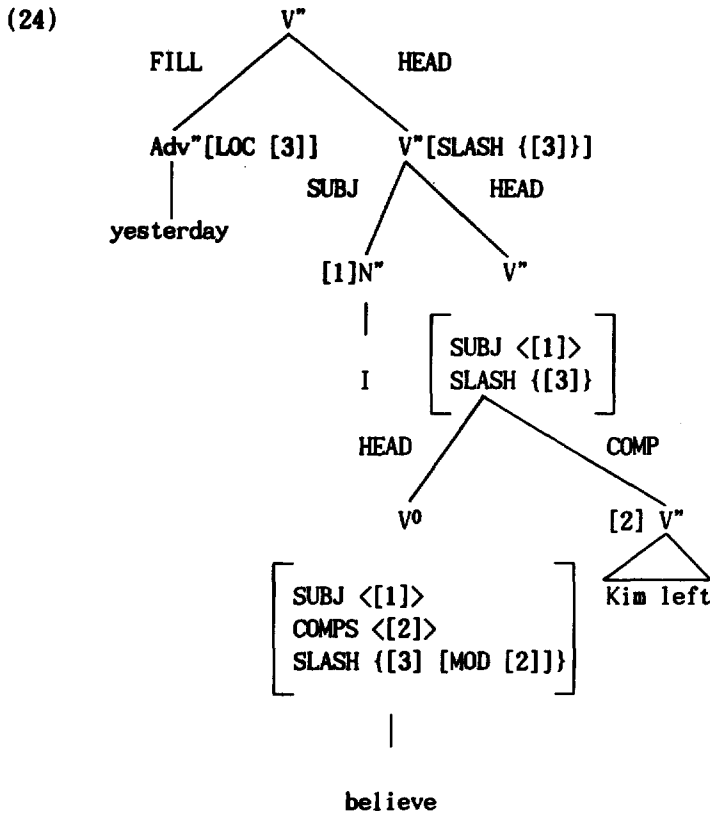 (24)
V"
FILL HEAD
Adv"[LOC [3]] V"[SLASH {[3]}]
SUBJ HEAD
yesterday
[1]N" V"
SUBJ <[1]>
I SLASH {[3]}
HEAD COMP
V⁰ [2] V"
SUBJ <[1]> Kim left
COMPS <[2]>
SLASH {[3] [MOD [2]]}
believe